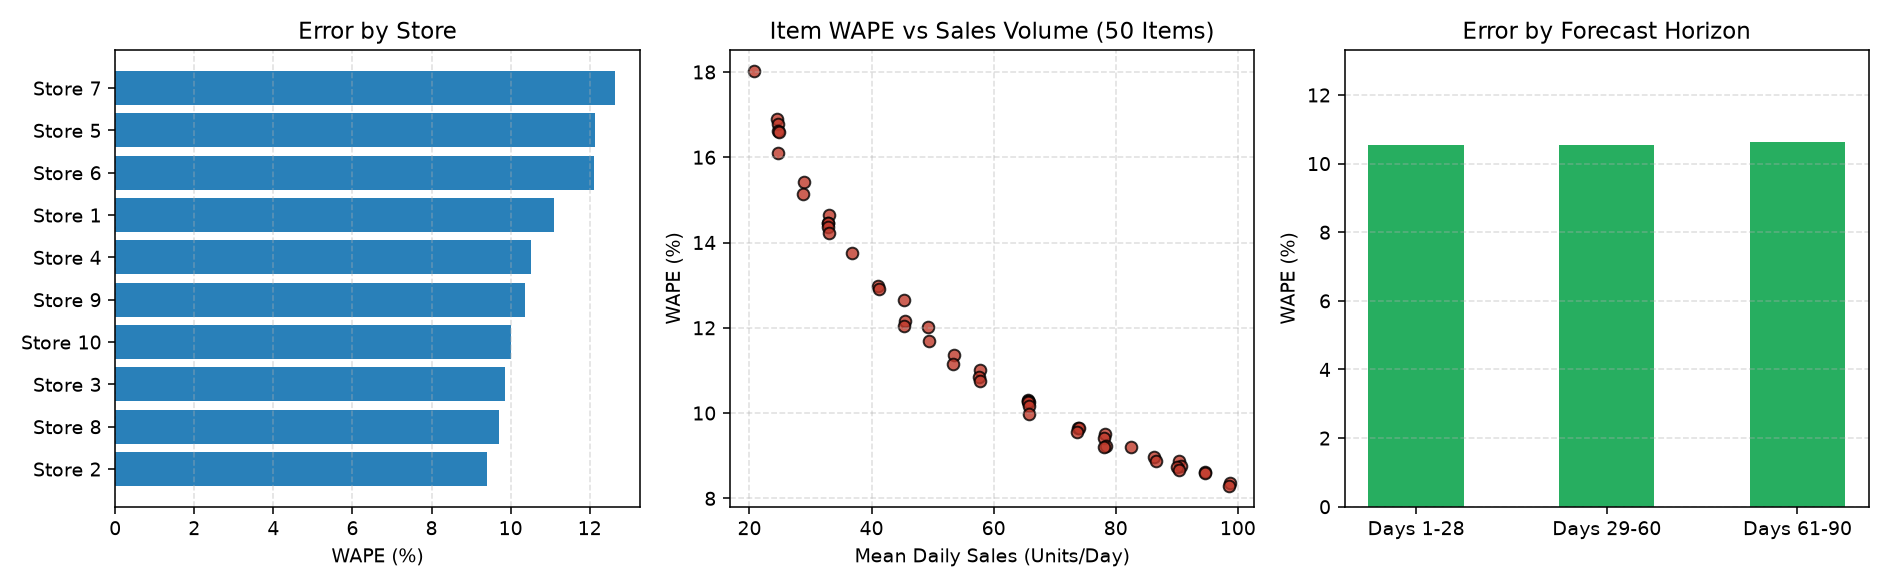 Error by Store
Store 7
Store 5
Store 6
Store 1
Store 4
Store 9
Store 10
Store 3
Store 8
Store 2
0 2 4 6 8 10 12
WAPE (%)
Item WAPE vs Sales Volume (50 Items)
WAPE (%)
18
16
14
12
10
8
20 40 60 80 100
Mean Daily Sales (Units/Day)
Error by Forecast Horizon
WAPE (%)
12
10
8
6
4
2
0
Days 1-28 Days 29-60 Days 61-90